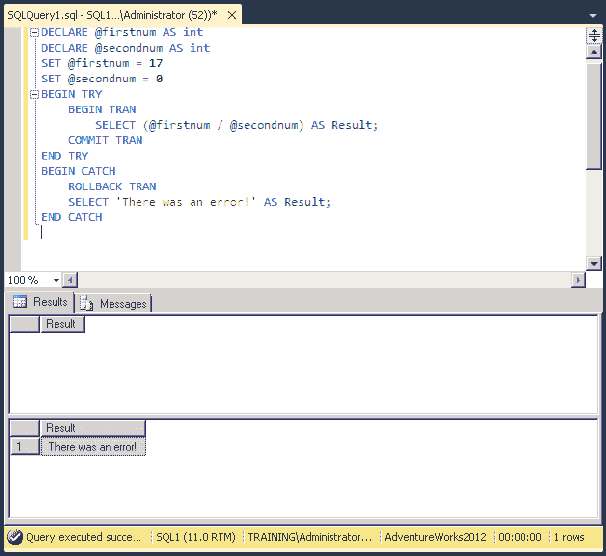 SQLQuery1.sql - SQL1...\Administrator (52))*
DECLARE @firstnum AS int
DECLARE @secondnum AS int
SET @firstnum = 17
SET @secondnum = 0
BEGIN TRY
BEGIN TRAN
SELECT (@firstnum / @secondnum) AS Result;
COMMIT TRAN
END TRY
BEGIN CATCH
ROLLBACK TRAN
SELECT 'There was an error!' AS Result;
END CATCH
100 %
Results Messages
Result
Result
1 There was an error!
Query executed succe... SQL1 (11.0 RTM) TRAINING\Administrator... AdventureWorks2012 00:00:00 1 rows